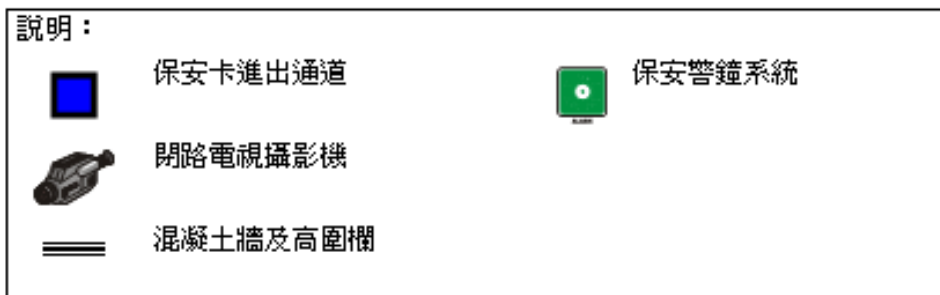 說明：
保安卡進出通道
保安警鐘系統
閉路電視攝影機
混凝土牆及高圍欄